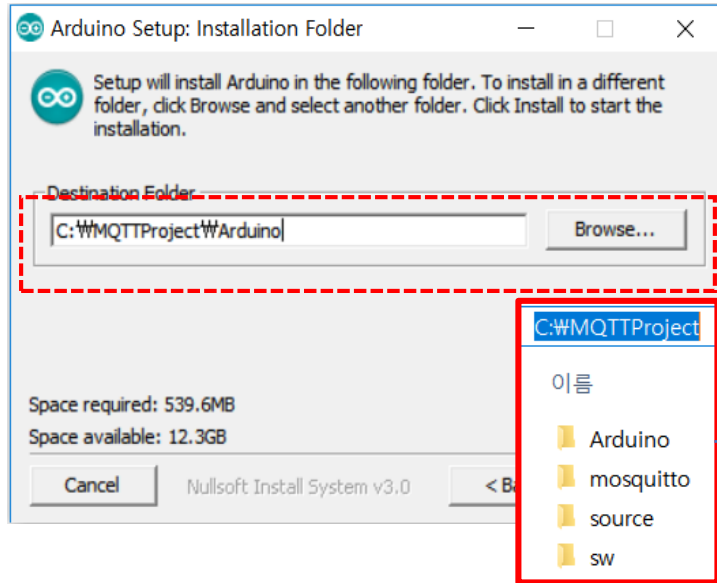 Arduino Setup: Installation Folder
Setup will install Arduino in the following folder. To install in a different
folder, click Browse and select another folder. Click Install to start the
installation.
Destination Folder
C:₩MQTTProject₩Arduino
Browse...
C:₩MQTTProject
이름
Arduino
mosquitto
source
sw
Space required: 539.6MB
Space available: 12.3GB
Cancel
Nullsoft Install System v3.0